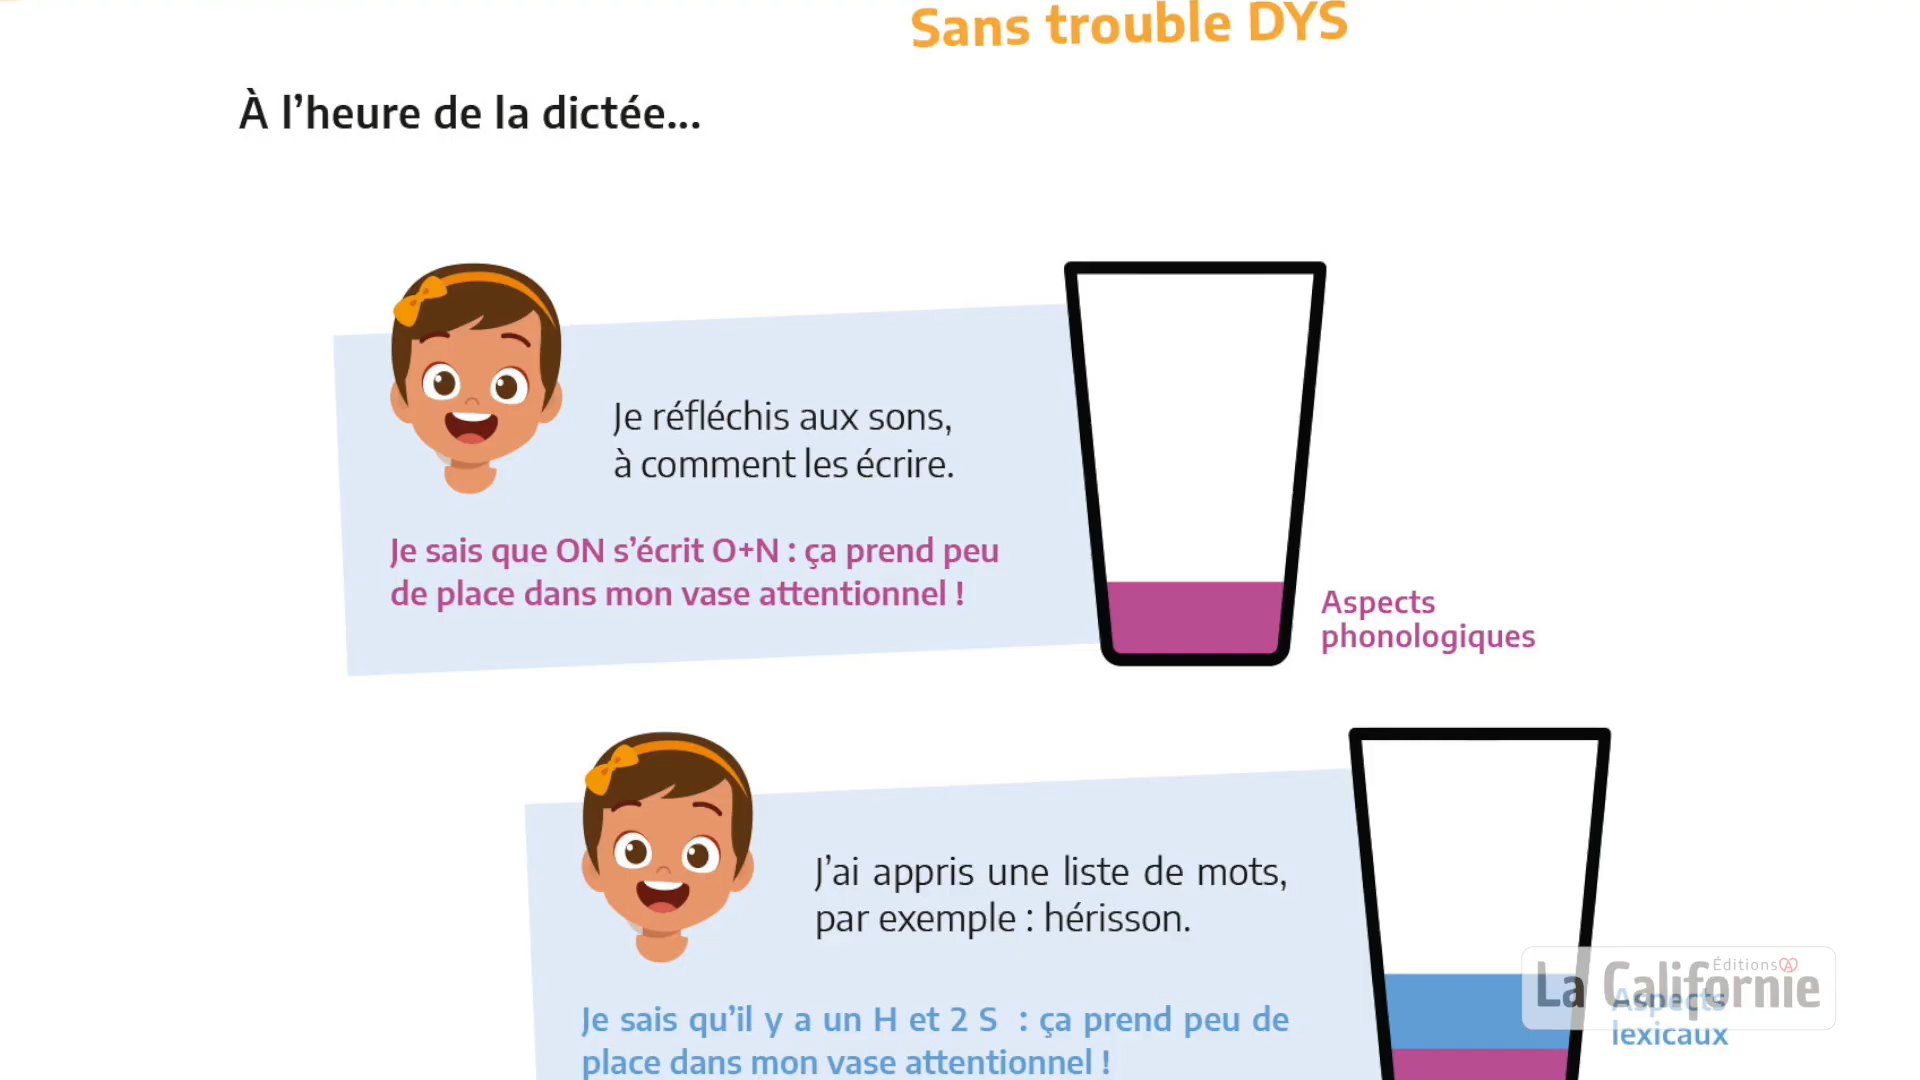 Sans trouble DYS
À l’heure de la dictée...
Je réfléchis aux sons,
à comment les écrire.
Je sais que ON s’écrit O+N : ça prend peu
de place dans mon vase attentionnel !
Aspects
phonologiques
J’ai appris une liste de mots,
par exemple : hérisson.
Je sais qu’il y a un H et 2 S : ça prend peu de
place dans mon vase attentionnel !
Aspects
lexicaux
Éditions
La Californie